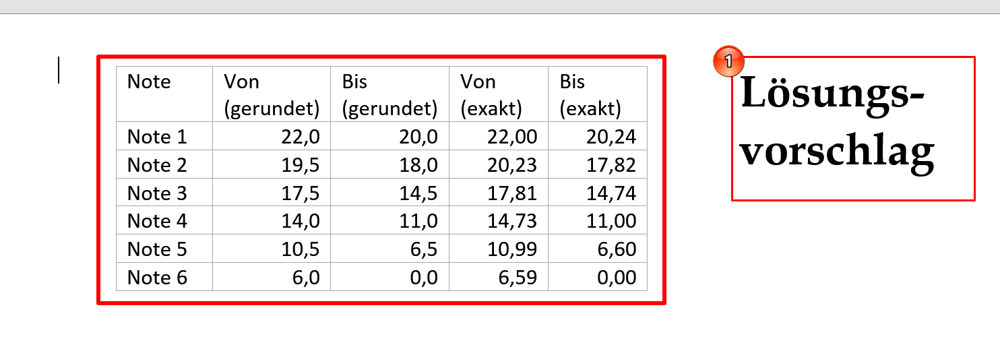 Note Von Bis Von Bis
(gerundet) (gerundet) (exakt) (exakt)
Note 1 22,0 20,0 22,00 20,24
Note 2 19,5 18,0 20,23 17,82
Note 3 17,5 14,5 17,81 14,74
Note 4 14,0 11,0 14,73 11,00
Note 5 10,5 6,5 10,99 6,60
Note 6 6,0 0,0 6,59 0,00
1
Lösungs-
vorschlag